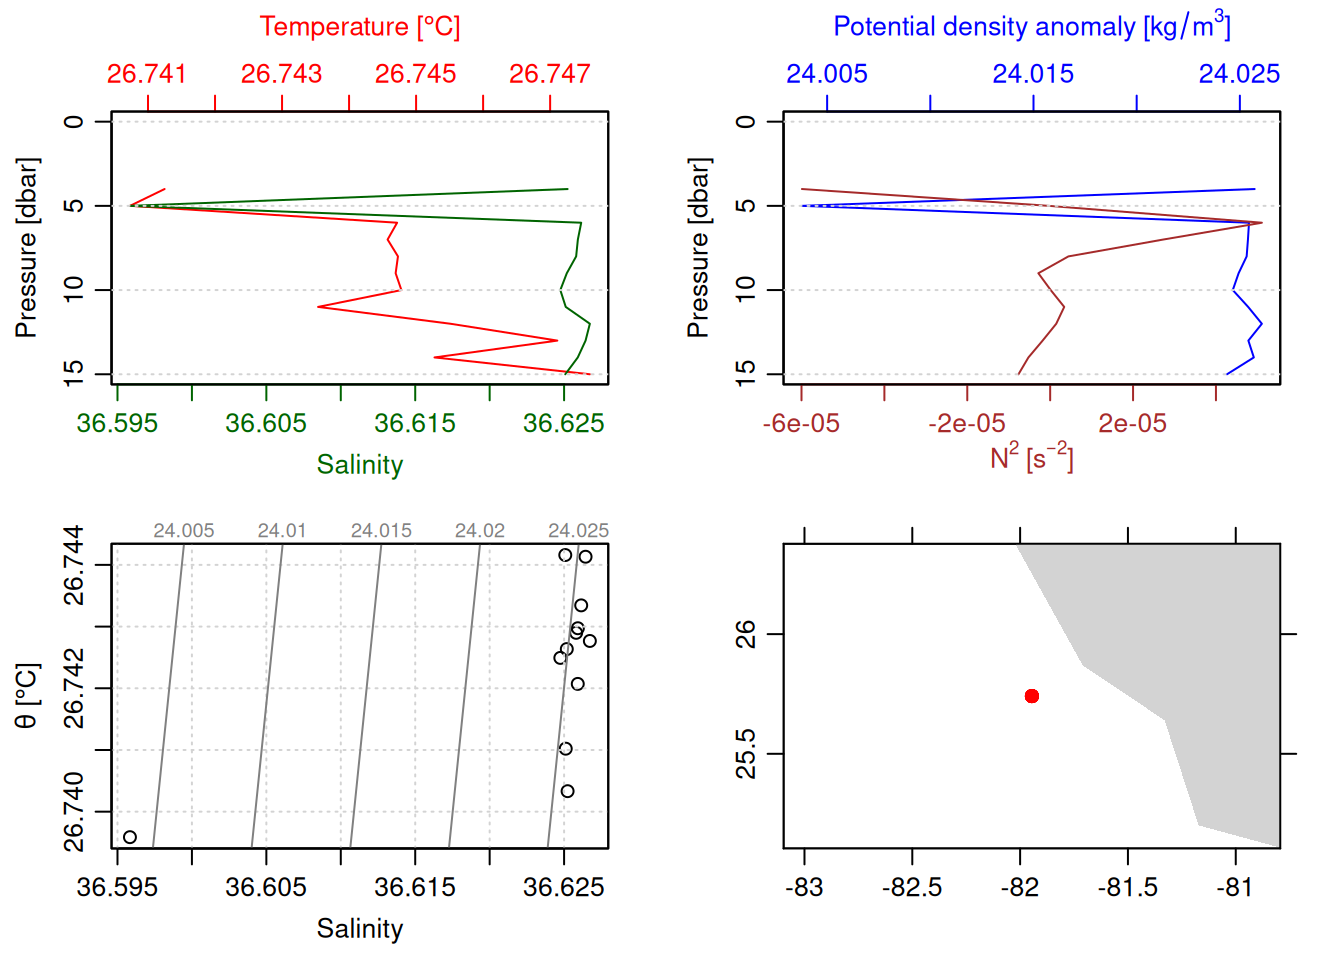 Temperature [°C]
26.741 26.743 26.745 26.747
0
5
10
15
Pressure [dbar]
36.595 36.605 36.615 36.625
Salinity
Potential density anomaly [kg/m³]
24.005 24.015 24.025
0
5
10
15
Pressure [dbar]
-6e-05 -2e-05 2e-05
N² [s⁻²]
24.005 24.01 24.015 24.02 24.025
26.744
26.742
26.740
θ [°C]
36.595 36.605 36.615 36.625
Salinity
26
25.5
-83 -82.5 -82 -81.5 -81